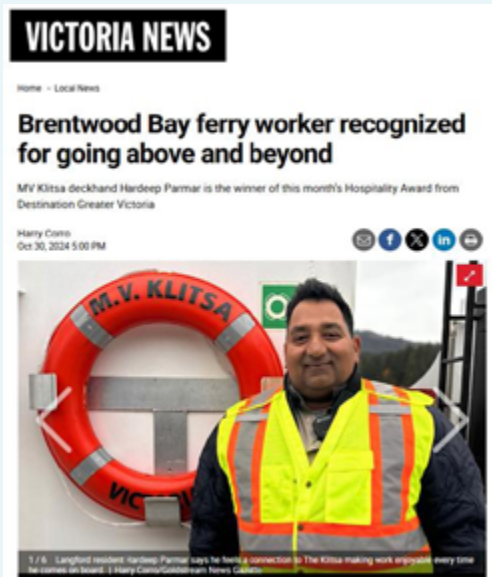 VICTORIA NEWS
Home - Local News
Brentwood Bay ferry worker recognized
for going above and beyond
MV Klitsa deckhand Hardeep Parmar is the winner of this month's Hospitality Award from
Destination Greater Victoria
Harry Corro
Oct 30, 2024 5:00 PM
f X in
M.V. KLITSA
VICTORIA
1 / 6 Langford resident Hardeep Parmar says he feels a connection to The Klitsa making work enjoyable every time
he comes on board. | Harry Corro/Goldstream News Gazette